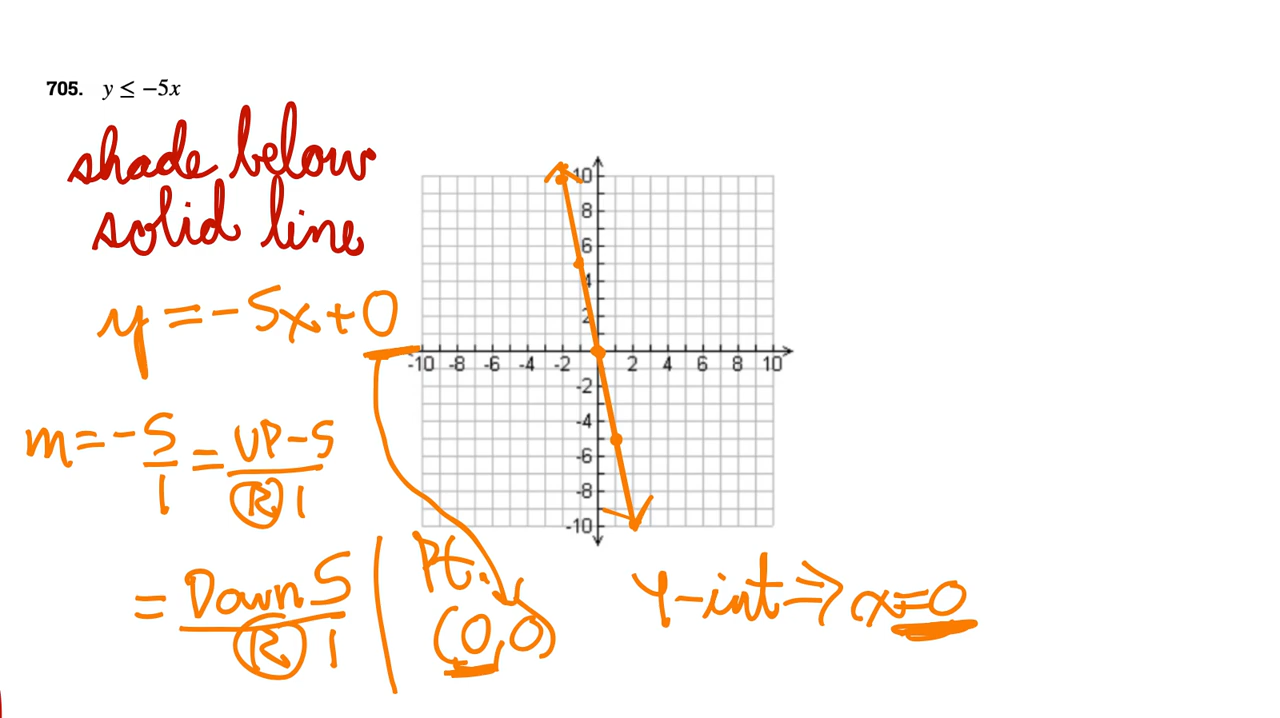 705. y ≤ −5x
shade below
solid line
y = -5x+0
m = -5/1 = UP-5/R 1
= Down 5/R 1
Pt.
(0,0)
Y-int ⇒ x=0
10
8
6
4
2
-10 -8 -6 -4 -2 2 4 6 8 10
-2
-4
-6
-8
-10